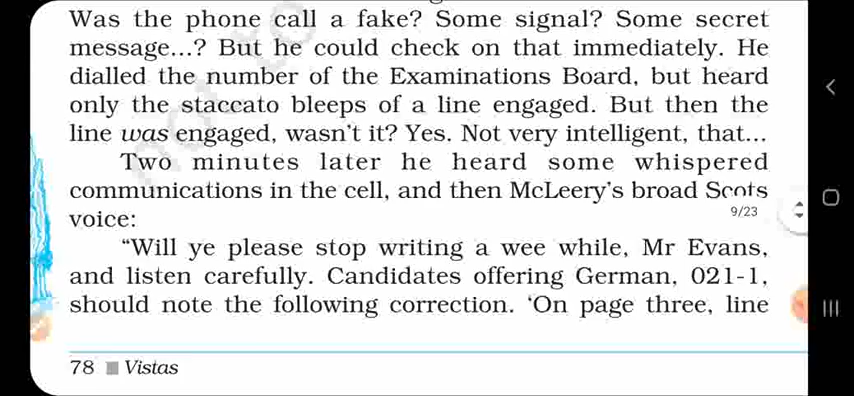 Was the phone call a fake? Some signal? Some secret
message...? But he could check on that immediately. He
dialled the number of the Examinations Board, but heard
only the staccato bleeps of a line engaged. But then the
line was engaged, wasn't it? Yes. Not very intelligent, that...
Two minutes later he heard some whispered
communications in the cell, and then McLeery's broad Scots
voice:
9/23
“Will ye please stop writing a wee while, Mr Evans,
and listen carefully. Candidates offering German, 021-1,
should note the following correction. ‘On page three, line
78 ■ Vistas